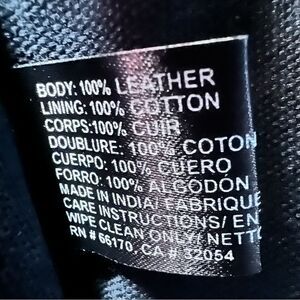 BODY: 100% LEATHER
LINING: 100% COTTON
CORPS:100% CUIR
DOUBLURE: 100% COTON
CUERPO: 100% CUERO
FORRO: 100% ALGODÓN
MADE IN INDIA/ FABRIQUE
CARE INSTRUCTIONS/ EN
WIPE CLEAN ONLY/ NETTO
RN # 66170 CA # 32054